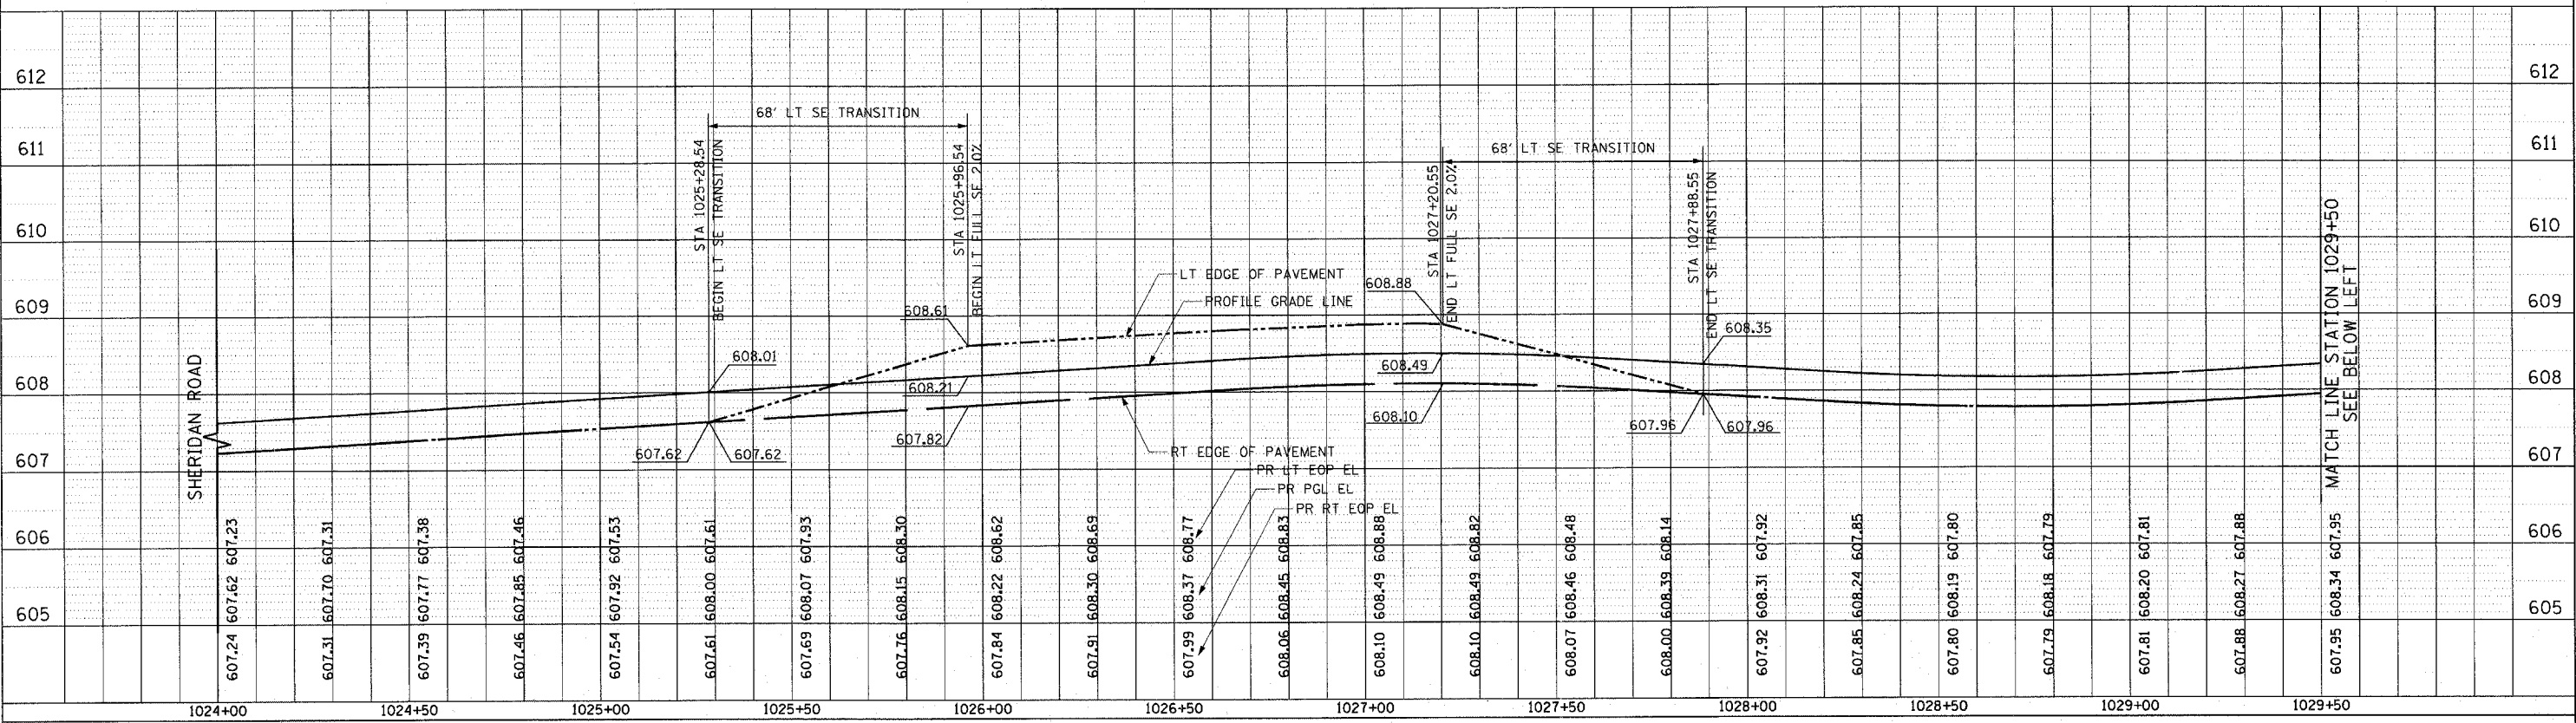 612
612
611
611
610
610
609
609
608
608
607
607
606
606
605
605
SHERIDAN ROAD
68' LT SE TRANSITION
STA 1025+28.54
BEGIN LT SE TRANSITION
STA 1025+96.54
BEGIN LT FULL SE 2.0%
68' LT SE TRANSITION
STA 1027+20.55
END LT FULL SE 2.0%
STA 1027+88.55
END LT SE TRANSITION
MATCH LINE STATION 1029+50
SEE BELOW LEFT
LT EDGE OF PAVEMENT
PROFILE GRADE LINE
608.61
608.88
608.01
608.35
608.21
608.49
607.82
608.10
607.62
607.62
607.96
607.96
RT EDGE OF PAVEMENT
PR LT EOP EL
PR PGL EL
PR RT EOP EL
607.24 607.62 607.23
607.31 607.70 607.31
607.39 607.77 607.38
607.46 607.85 607.46
607.54 607.92 607.53
607.61 608.00 607.61
607.69 608.07 607.93
607.76 608.15 608.30
607.84 608.22 608.62
607.91 608.30 608.69
607.99 608.37 608.77
608.06 608.45 608.83
608.10 608.49 608.88
608.10 608.49 608.82
608.07 608.46 608.48
608.00 608.39 608.14
607.92 608.31 607.92
607.85 608.24 607.85
607.80 608.19 607.80
607.79 608.18 607.79
607.81 608.20 607.81
607.88 608.27 607.88
607.95 608.34 607.95
1024+00
1024+50
1025+00
1025+50
1026+00
1026+50
1027+00
1027+50
1028+00
1028+50
1029+00
1029+50